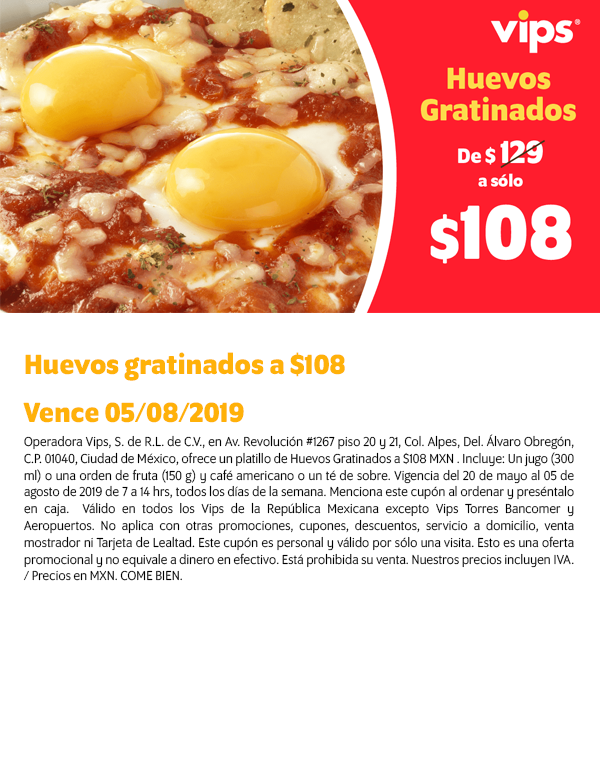 vips®
Huevos
Gratinados
De $ 129
a sólo
$108
Huevos gratinados a $108
Vence 05/08/2019
Operadora Vips, S. de R.L. de C.V., en Av. Revolución #1267 piso 20 y 21, Col. Alpes, Del. Álvaro Obregón,
C.P. 01040, Ciudad de México, ofrece un platillo de Huevos Gratinados a $108 MXN . Incluye: Un jugo (300
ml) o una orden de fruta (150 g) y café americano o un té de sobre. Vigencia del 20 de mayo al 05 de
agosto de 2019 de 7 a 14 hrs, todos los días de la semana. Menciona este cupón al ordenar y preséntalo
en caja. Válido en todos los Vips de la República Mexicana excepto Vips Torres Bancomer y
Aeropuertos. No aplica con otras promociones, cupones, descuentos, servicio a domicilio, venta
mostrador ni Tarjeta de Lealtad. Este cupón es personal y válido por sólo una visita. Esto es una oferta
promocional y no equivale a dinero en efectivo. Está prohibida su venta. Nuestros precios incluyen IVA.
/ Precios en MXN. COME BIEN.